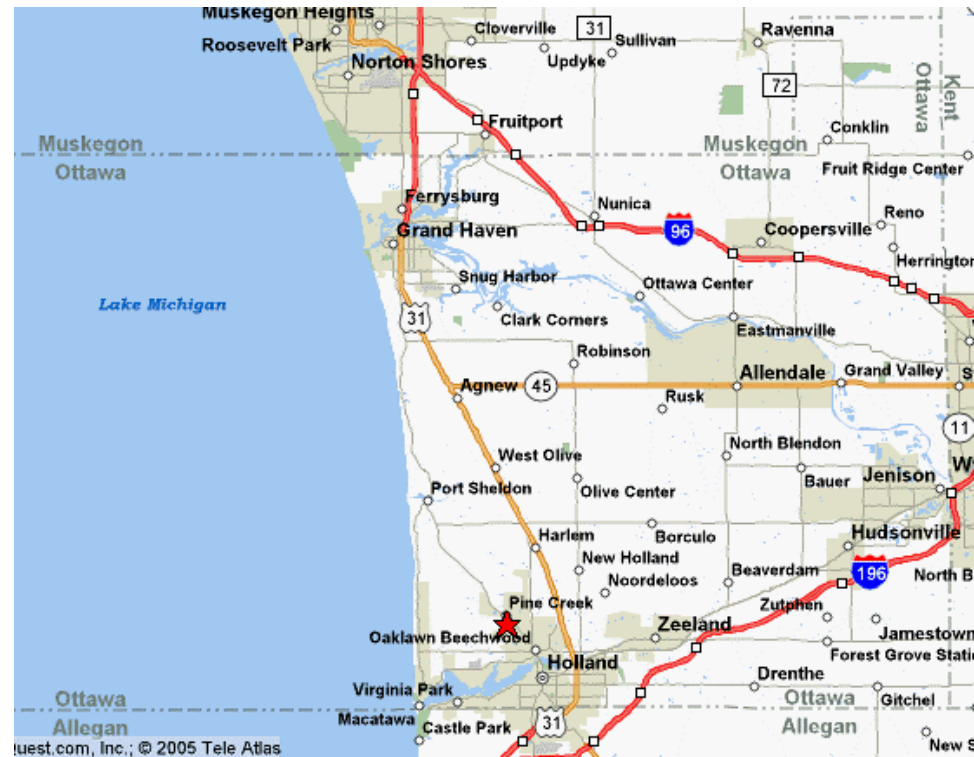 Muskegon Heights
Cloverville
31
Sullivan
Ravenna
Roosevelt Park
Updyke
Norton Shores
72
Kent
Ottawa
Fruitport
Conklin
Muskegon
Ottawa
Muskegon
Ottawa
Fruit Ridge Center
Ferrysburg
Nunica
Reno
Grand Haven
96
Coopersville
Herrington
Snug Harbor
Ottawa Center
Lake Michigan
31
Clark Corners
Eastmanville
Robinson
Allendale
Grand Valley
Agnew
45
Rusk
11
West Olive
North Blendon
Port Sheldon
Olive Center
Bauer
Jenison
Harlem
Borculo
Hudsonville
New Holland
Beaverdam
196
North B
Noordeloos
Pine Creek
Zutphen
Zeeland
Jamestown
Oaklawn Beechwood
Forest Grove Stati
Holland
Drenthe
Virginia Park
Ottawa
Allegan
Ottawa
Allegan
Gitchel
Macatawa
Castle Park
31
New S
uest.com, Inc.; © 2005 Tele Atlas